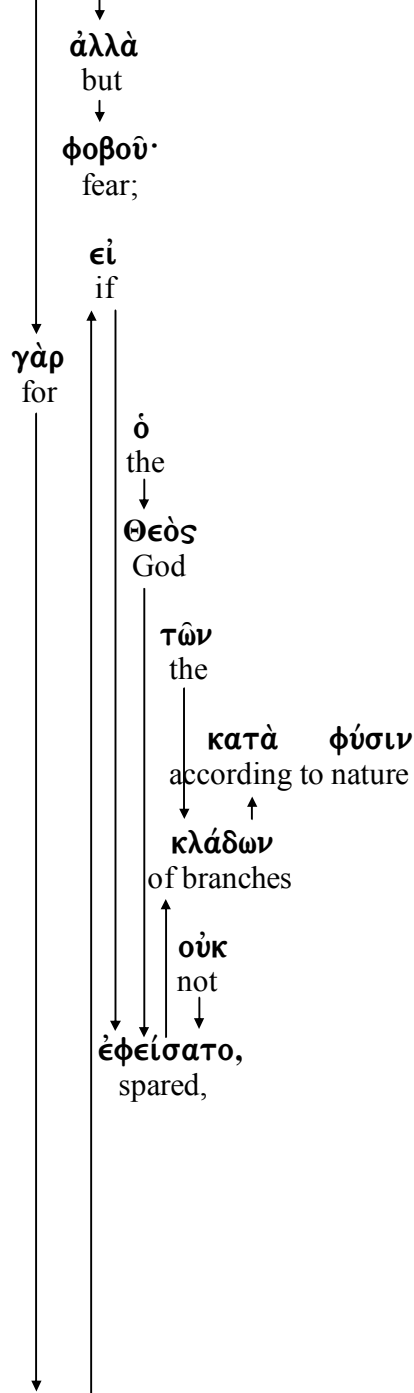 ἀλλὰ
but
φοβοῦ·
fear;
εἰ
if
γὰρ
for
ὁ
the
Θεὸς
God
τῶν
the
κατὰ φύσιν
according to nature
κλάδων
of branches
οὐκ
not
ἐφείσατο,
spared,